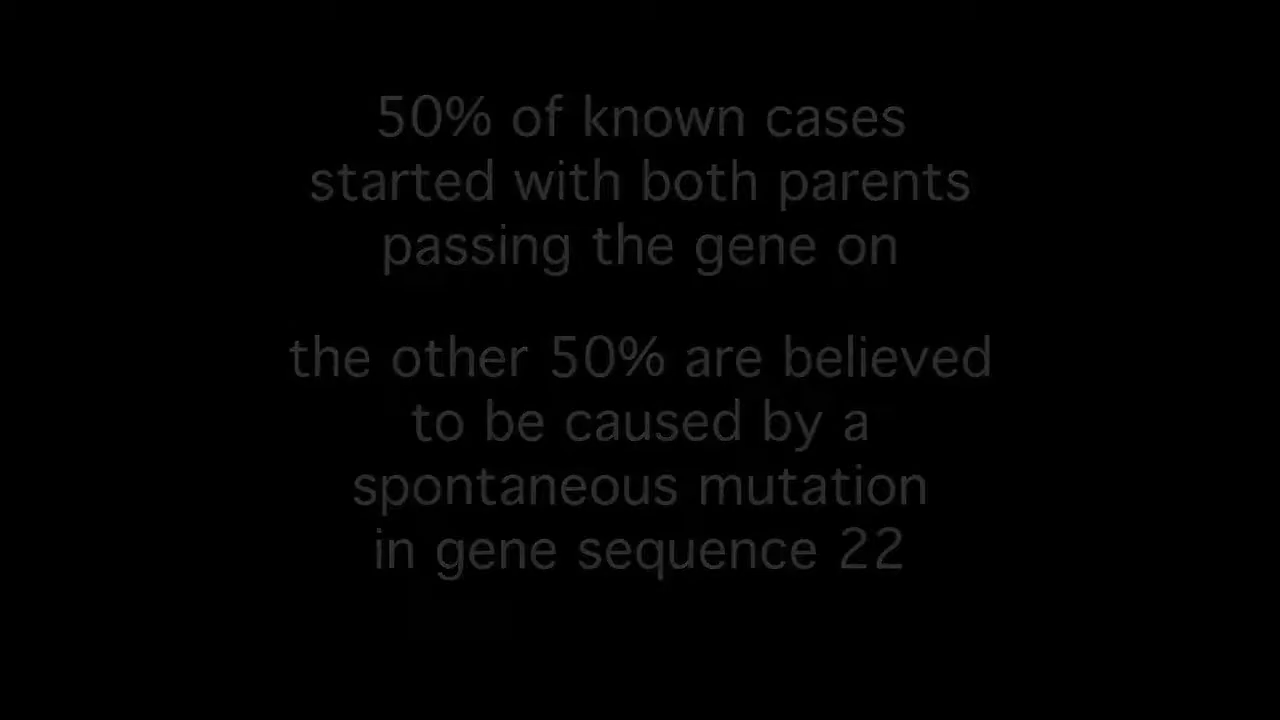 50% of known cases
started with both parents
passing the gene on
the other 50% are believed
to be caused by a
spontaneous mutation
in gene sequence 22